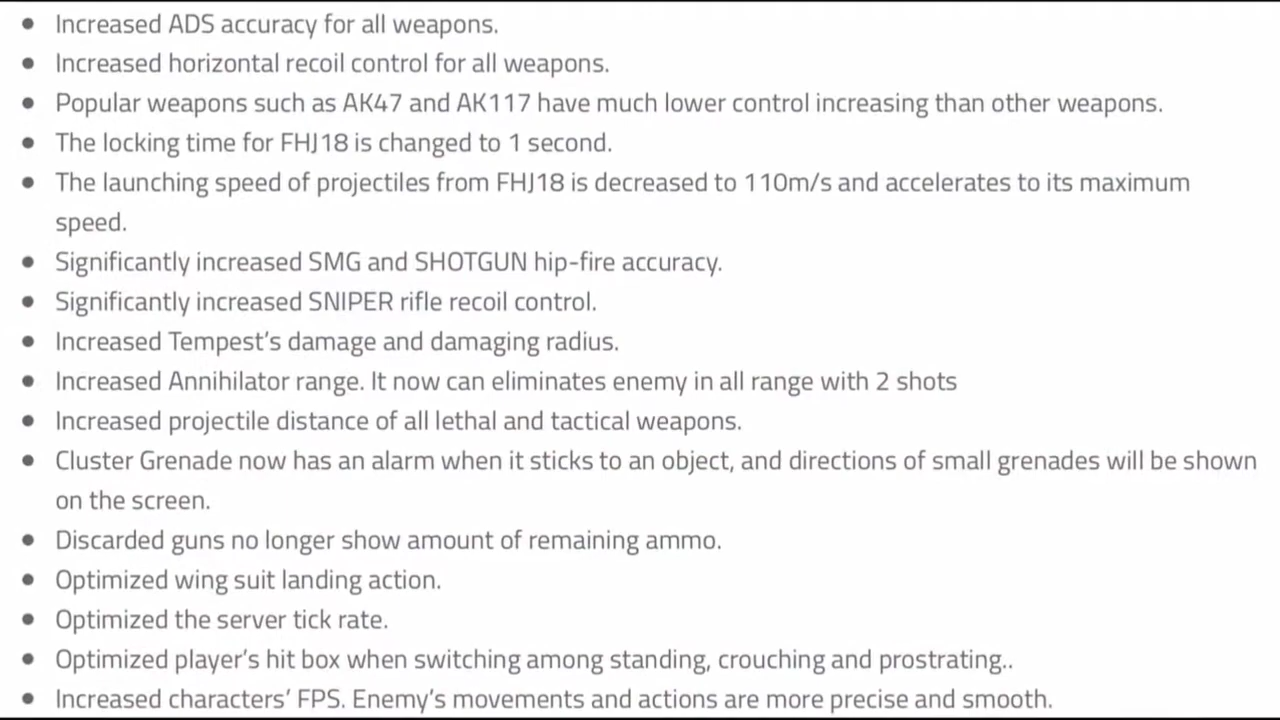 • Increased ADS accuracy for all weapons.
• Increased horizontal recoil control for all weapons.
• Popular weapons such as AK47 and AK117 have much lower control increasing than other weapons.
• The locking time for FHJ18 is changed to 1 second.
• The launching speed of projectiles from FHJ18 is decreased to 110m/s and accelerates to its maximum
speed.
• Significantly increased SMG and SHOTGUN hip-fire accuracy.
• Significantly increased SNIPER rifle recoil control.
• Increased Tempest's damage and damaging radius.
• Increased Annihilator range. It now can eliminates enemy in all range with 2 shots
• Increased projectile distance of all lethal and tactical weapons.
• Cluster Grenade now has an alarm when it sticks to an object, and directions of small grenades will be shown
on the screen.
• Discarded guns no longer show amount of remaining ammo.
• Optimized wing suit landing action.
• Optimized the server tick rate.
• Optimized player's hit box when switching among standing, crouching and prostrating..
• Increased characters' FPS. Enemy's movements and actions are more precise and smooth.